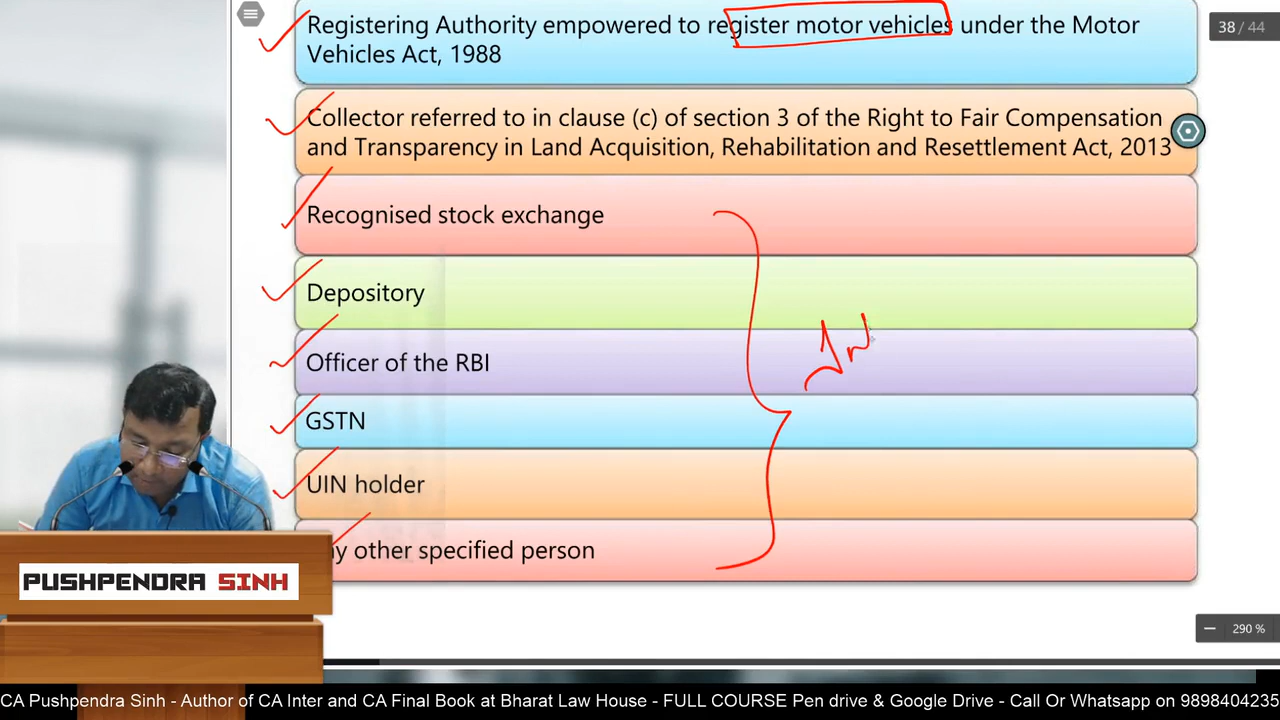 Registering Authority empowered to register motor vehicles under the Motor
Vehicles Act, 1988
38 / 44
Collector referred to in clause (c) of section 3 of the Right to Fair Compensation
and Transparency in Land Acquisition, Rehabilitation and Resettlement Act, 2013
Recognised stock exchange
Depository
Officer of the RBI
GSTN
UIN holder
y other specified person
PUSHPENDRA SINH
290 %
CA Pushpendra Sinh - Author of CA Inter and CA Final Book at Bharat Law House - FULL COURSE Pen drive & Google Drive - Call Or Whatsapp on 9898404235